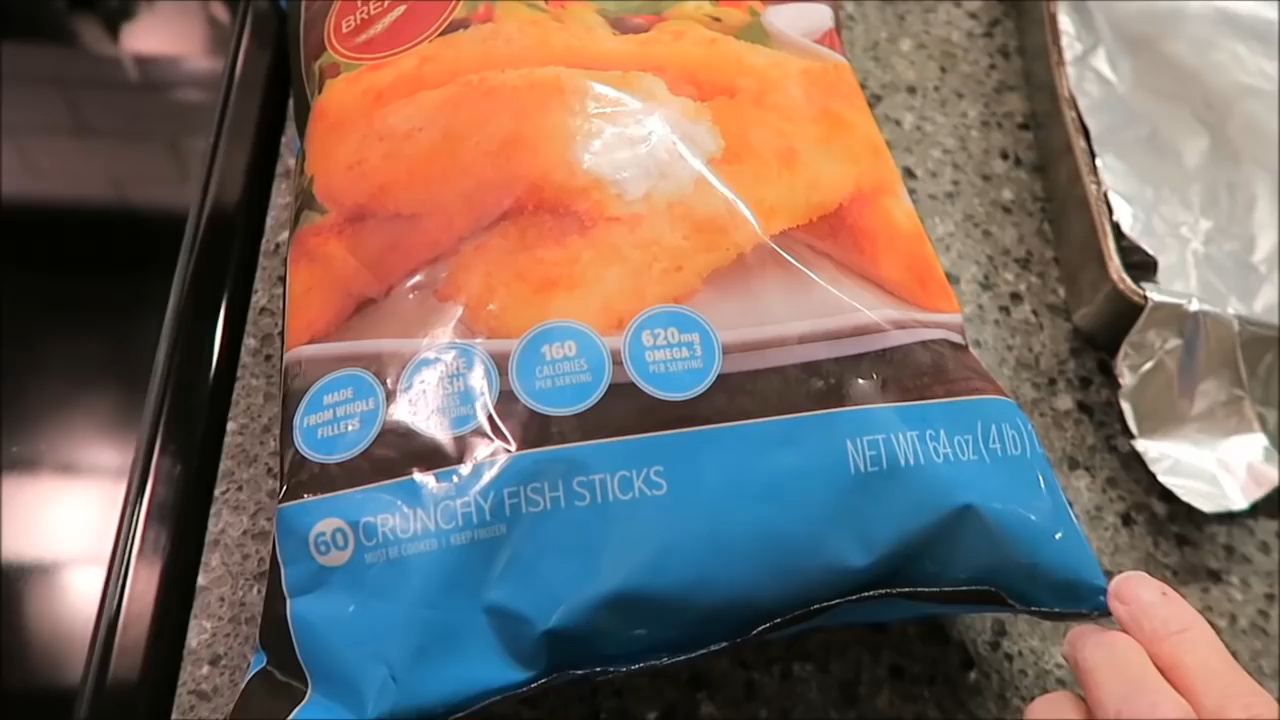 MADE
FROM WHOLE
FILLETS
160
CALORIES
PER SERVING
620mg
OMEGA-3
PER SERVING
NET WT 64 oz (4 lb)
60 CRUNCHY FISH STICKS
MUST BE COOKED | KEEP FROZEN